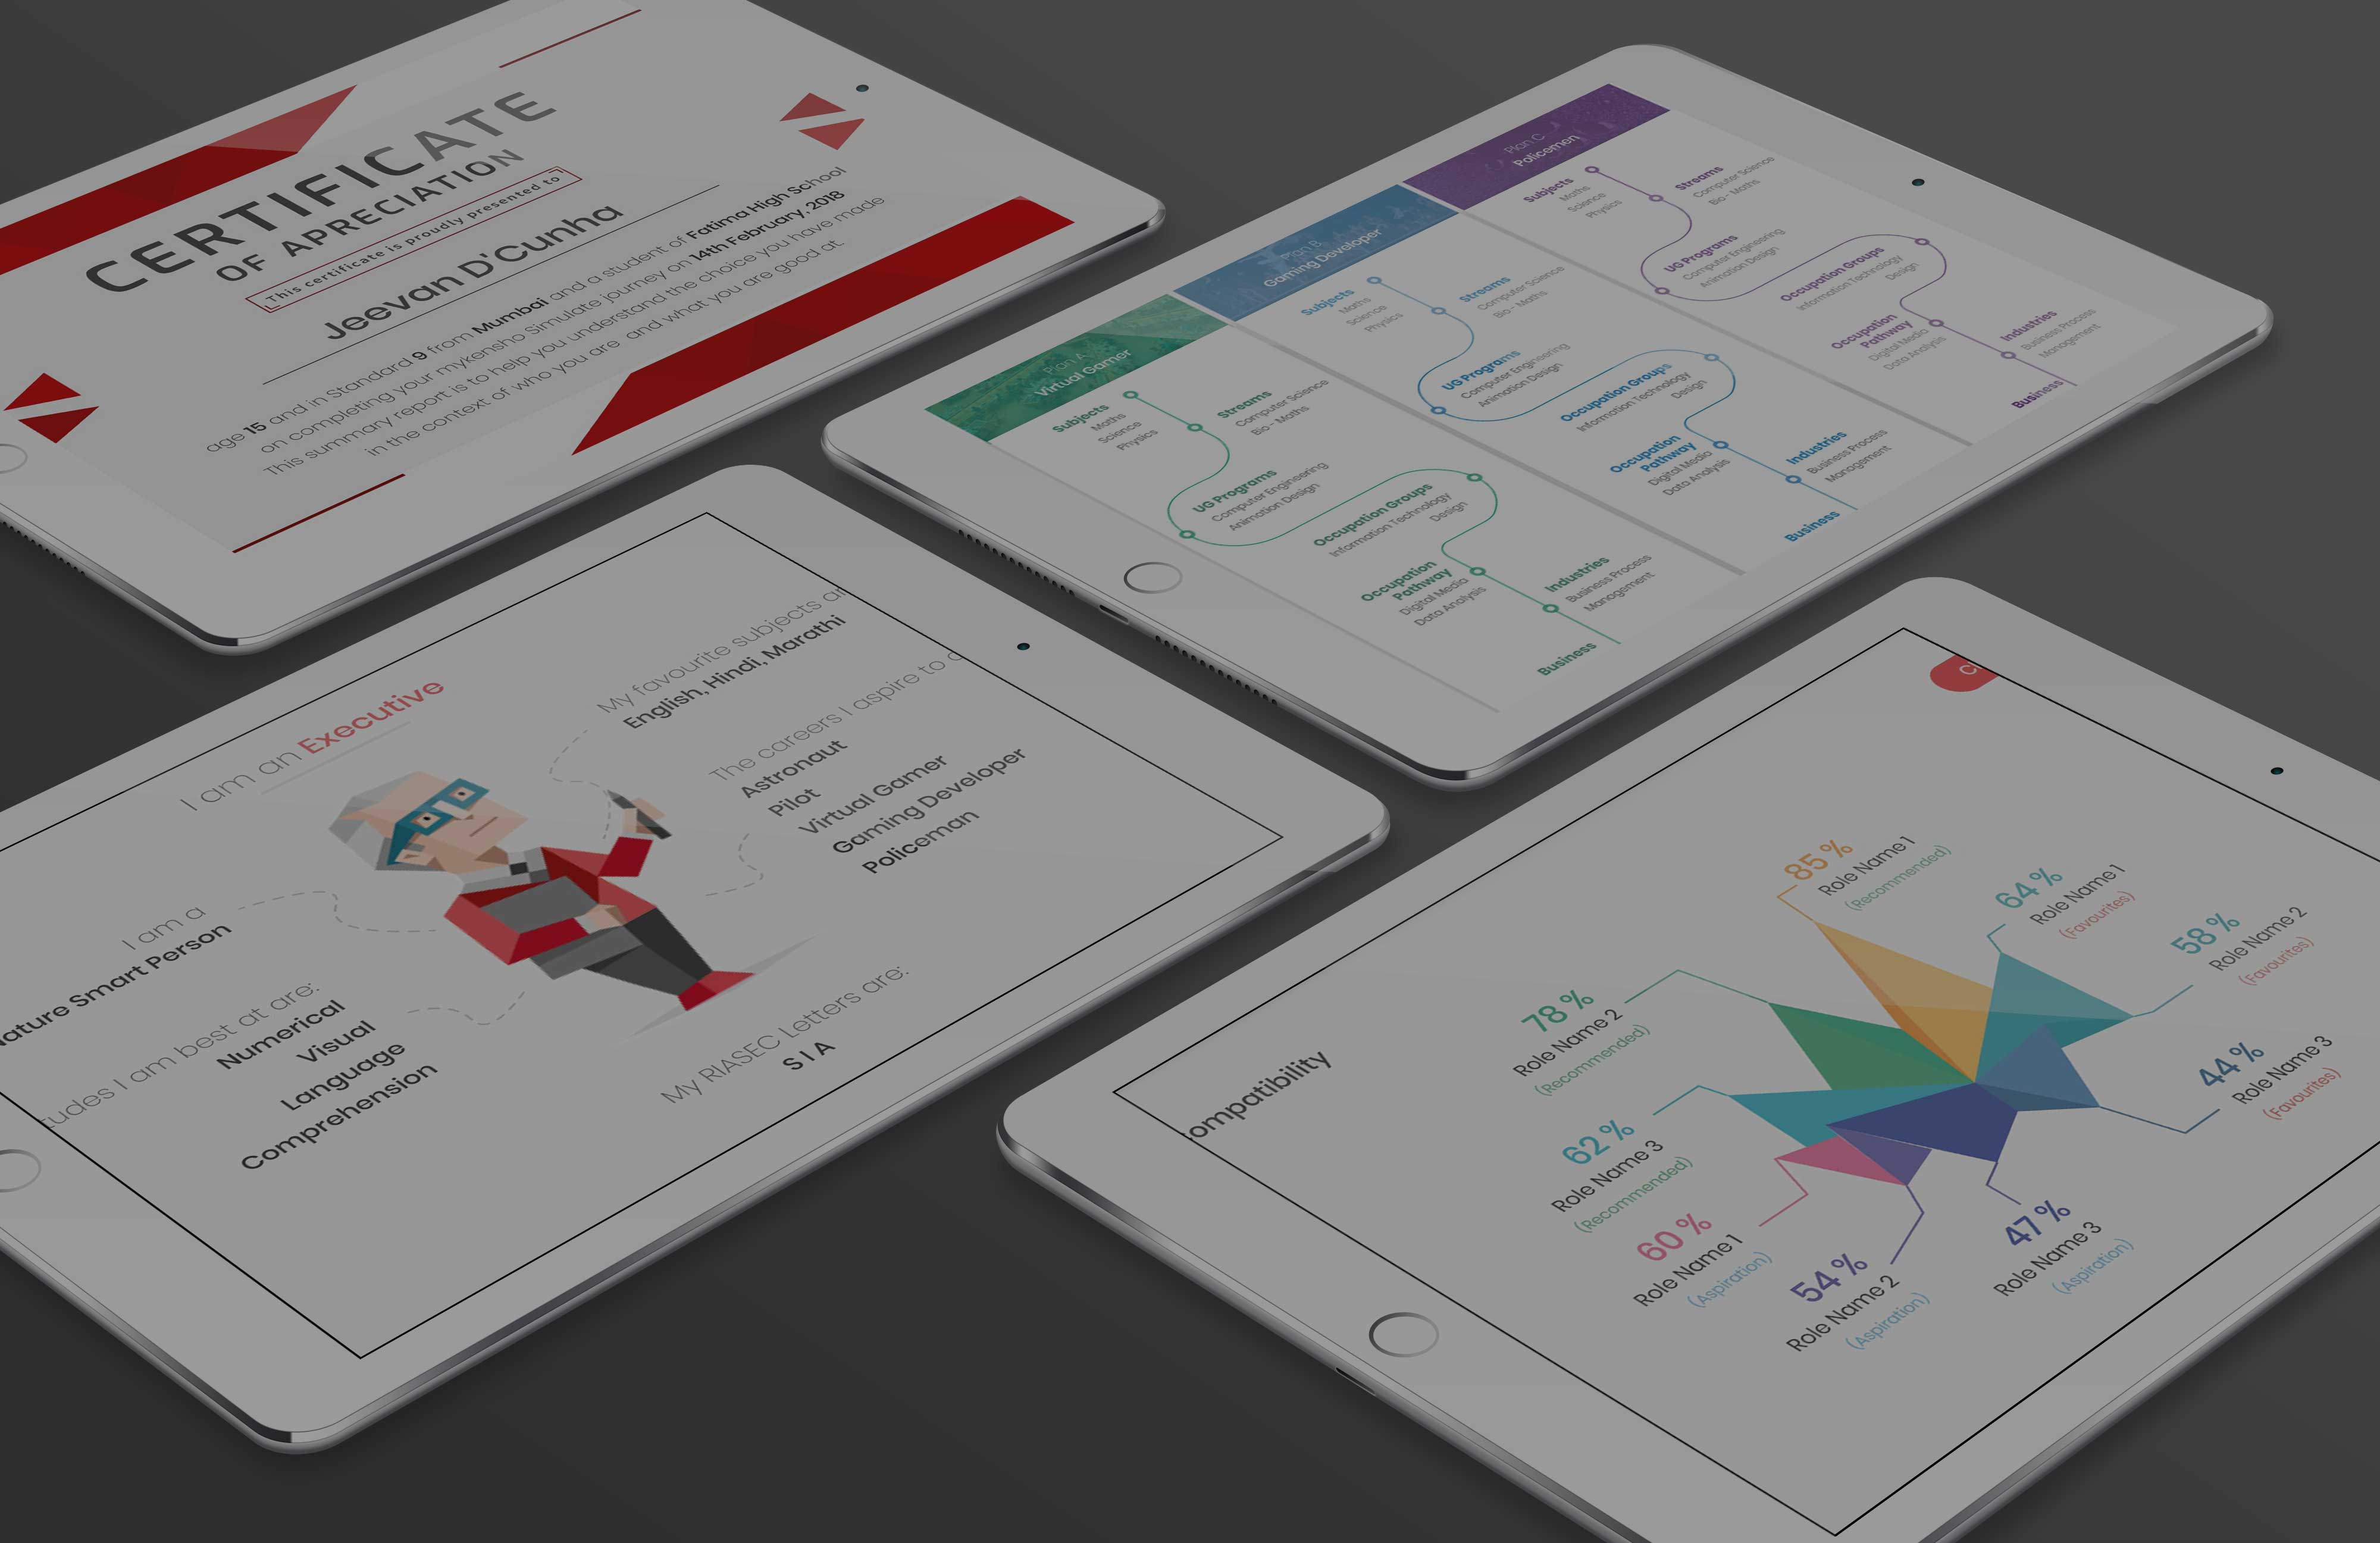 CERTIFICATE
OF APRECIATION
This certificate is proudly presented to
Jeevan D'Cunha
age 15 and in Standard 9 from Mumbai and a student of Fatima High School
on completing your mykensho Simulate journey on 14th February, 2018
This summary report is to help you understand the choice you have made
in the context of who you are and what you are good at.
Plan A
Virtual Gamer
Subjects
Maths
Science
Physics
Streams
Computer Science
Bio - Maths
UG Programs
Computer Engineering
Animation Design
Occupation Groups
Information Technology
Design
Occupation
Pathway
Digital Media
Data Analysis
Industries
Business Process
Management
Business
Plan B
Gaming Developer
Subjects
Maths
Science
Physics
Streams
Computer Science
Bio - Maths
UG Programs
Computer Engineering
Animation Design
Occupation Groups
Information Technology
Design
Occupation
Pathway
Digital Media
Data Analysis
Industries
Business Process
Management
Business
Plan C
Policemen
Subjects
Maths
Science
Physics
Streams
Computer Science
Bio - Maths
UG Programs
Computer Engineering
Animation Design
Occupation Groups
Information Technology
Design
Occupation
Pathway
Digital Media
Data Analysis
Industries
Business Process
Management
Business
I am an Executive
My favourite subjects
English, Hindi, Marathi
The careers I aspire to
Astronaut
Pilot
Virtual Gamer
Gaming Developer
Policeman
I am a
Nature Smart Person
tudes I am best at are:
Numerical
Visual
Language
Comprehension
My RIASEC Letters are:
S I A
ompatibility
85 %
Role Name 1
(Recommended)
64 %
Role Name 1
(Favourites)
58 %
Role Name 2
(Favourites)
44 %
Role Name 3
(Favourites)
47 %
Role Name 3
(Aspiration)
54 %
Role Name 2
(Aspiration)
60 %
Role Name 1
(Aspiration)
62 %
Role Name 3
(Recommended)
78 %
Role Name 2
(Recommended)